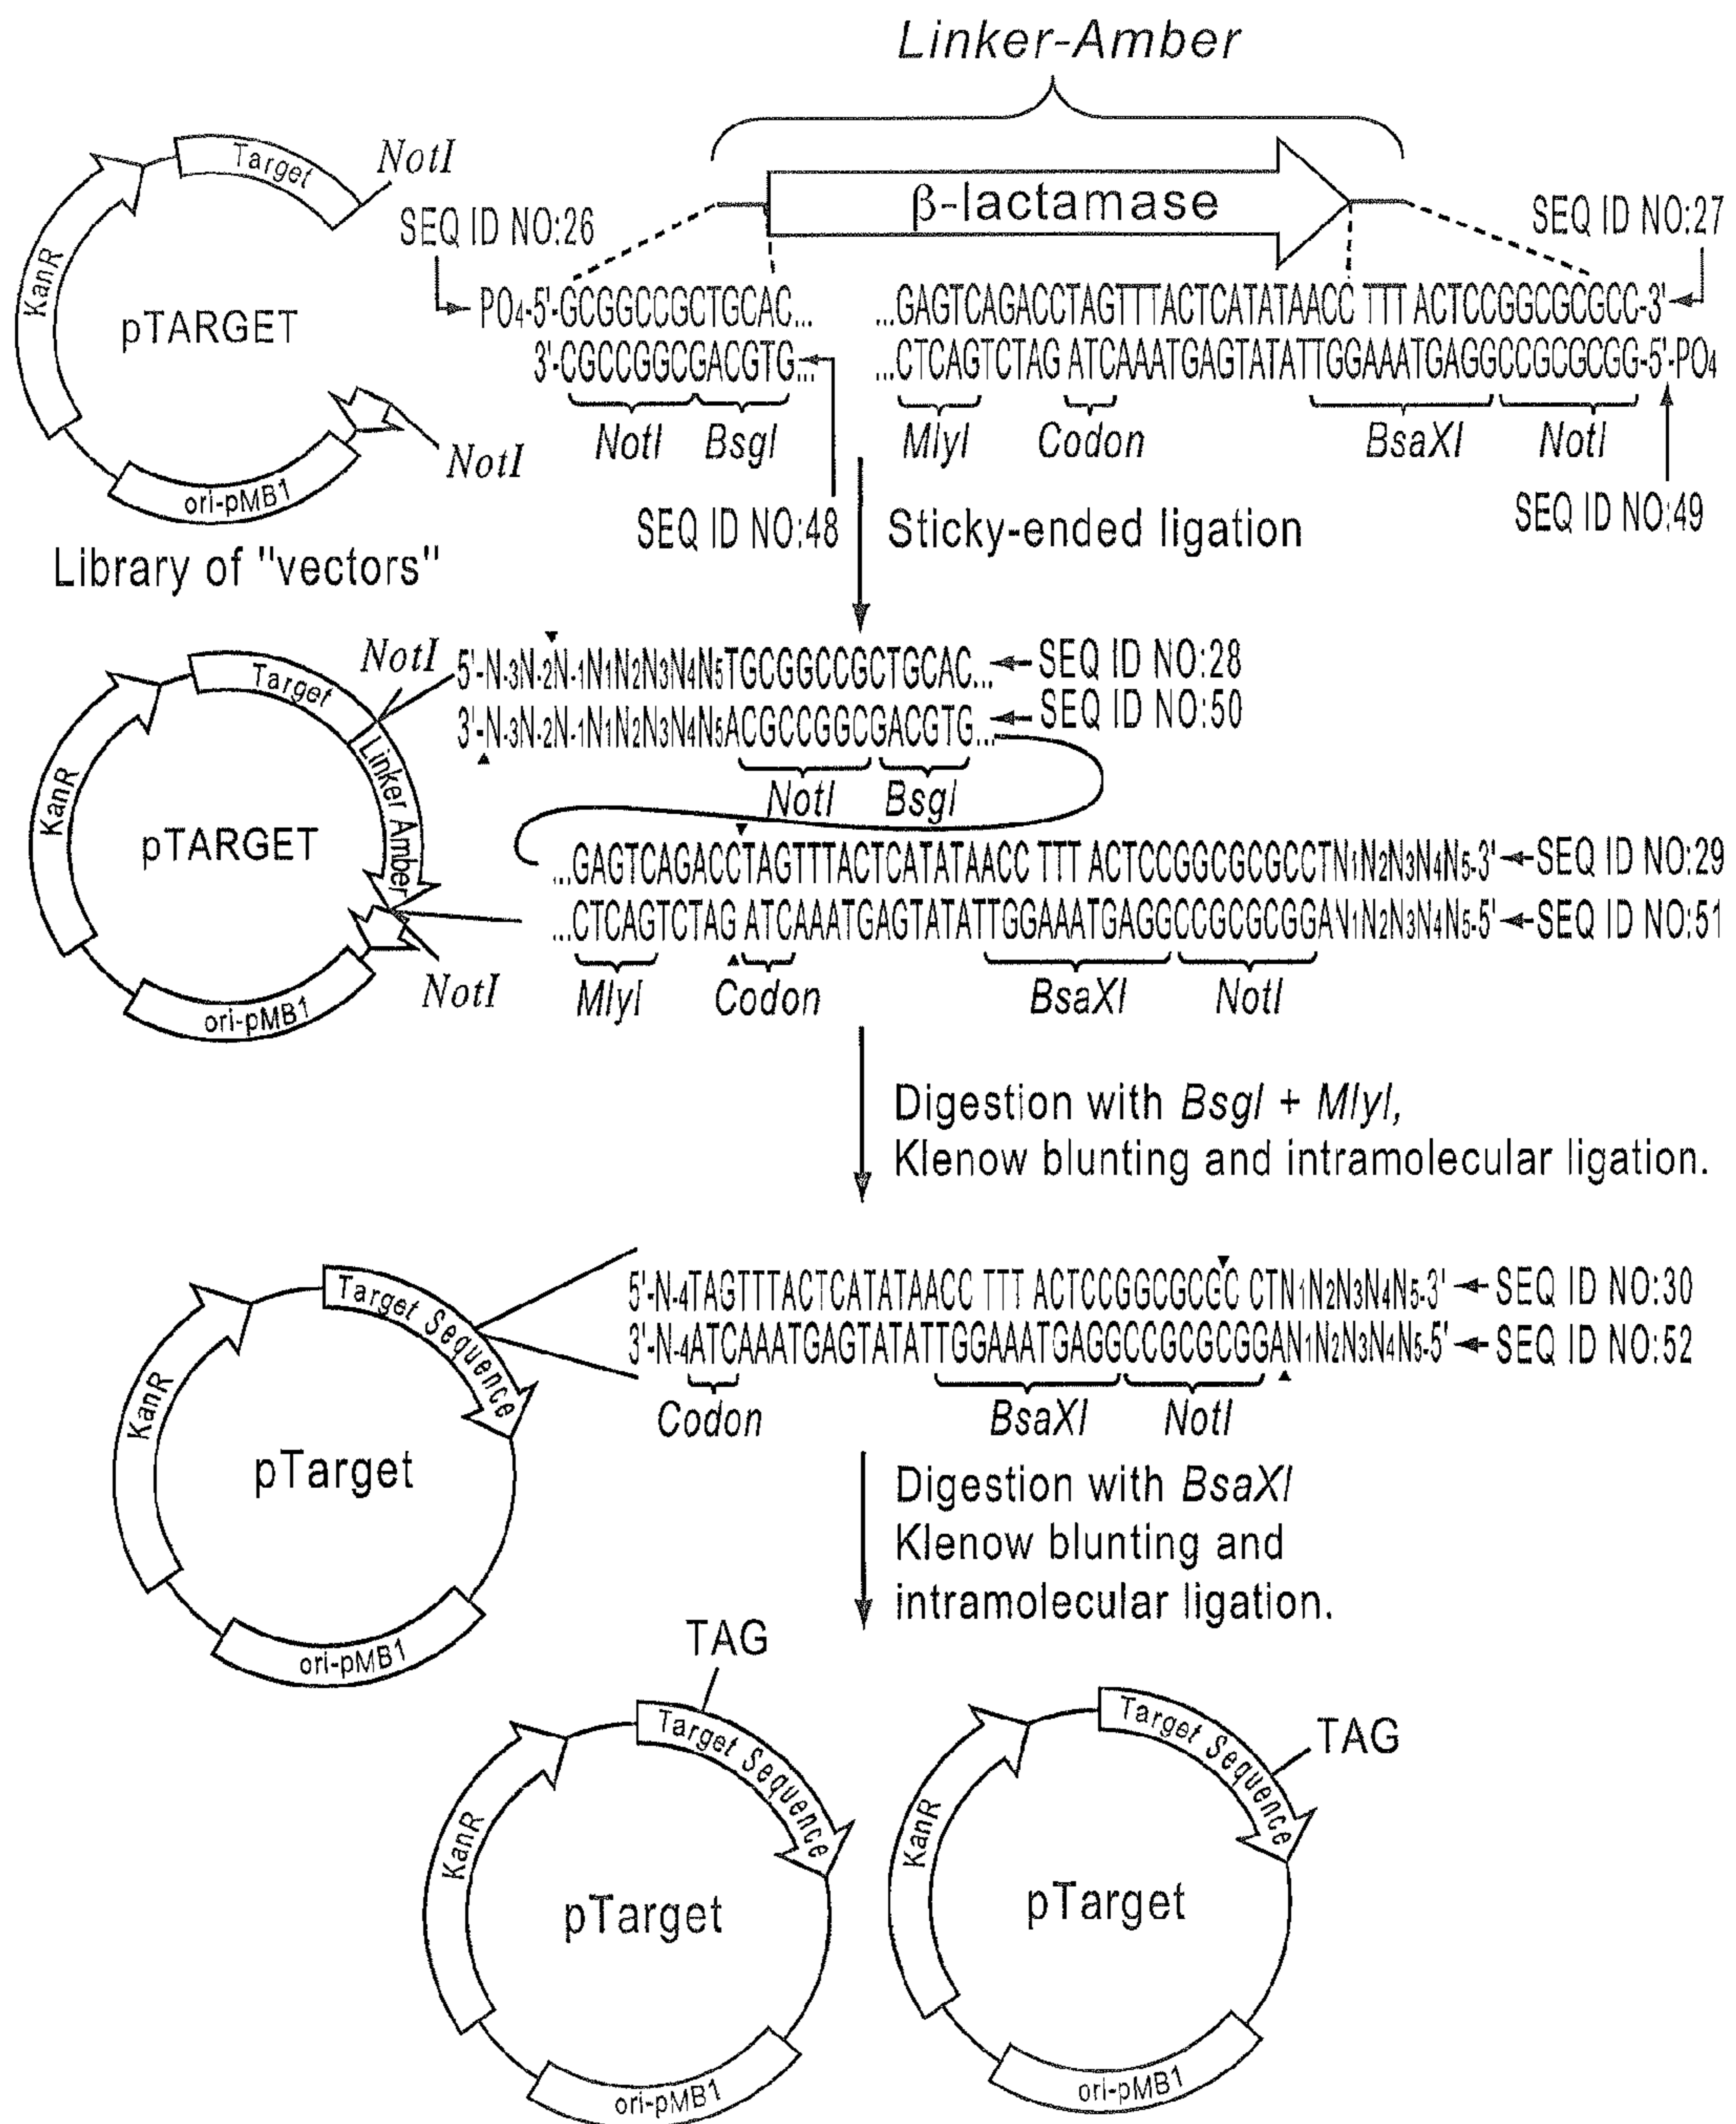 Linker-Amber
Target
NotI
KanR
pTARGET
NotI
ori-pMB1
Library of "vectors"
β-lactamase
SEQ ID NO:26
SEQ ID NO:27
PO4-5'-GCGGCCGCTGCAC...
...GAGTCAGACCTAGTTTACTCATATAACC TTT ACTCCGGCGCGCC-3'
3'-CGCCGGCGACGTG...
...CTCAGTCTAG ATCAAATGAGTATATTGGAAATGAGGCCGCGCGG-5'-PO4
NotI BsgI
MlyI Codon BsaXI NotI
SEQ ID NO:48
SEQ ID NO:49
Sticky-ended ligation
Target
NotI
Linker Amber
KanR
pTARGET
NotI
ori-pMB1
5'-N-3N-2N-1N1N2N3N4N5TGCGGCCGCTGCAC... SEQ ID NO:28
3'-N-3N-2N-1N1N2N3N4N5ACGCCGGCGACGTG... SEQ ID NO:50
NotI BsgI
...GAGTCAGACCTAGTTTACTCATATAACC TTT ACTCCGGCGCGCCTN1N2N3N4N5-3' SEQ ID NO:29
...CTCAGTCTAG ATCAAATGAGTATATTGGAAATGAGGCCGCGCGGAN1N2N3N4N5-5' SEQ ID NO:51
MlyI Codon BsaXI NotI
Digestion with BsgI + MlyI,
Klenow blunting and intramolecular ligation.
Target Sequence
KanR
pTarget
ori-pMB1
5'-N-4TAGTTTACTCATATAACC TTT ACTCCGGCGCGC CTN1N2N3N4N5-3' SEQ ID NO:30
3'-N-4ATCAAATGAGTATATTGGAAATGAGGCCGCGCGGAN1N2N3N4N5-5' SEQ ID NO:52
Codon BsaXI NotI
Digestion with BsaXI
Klenow blunting and
intramolecular ligation.
TAG
Target Sequence
KanR
pTarget
ori-pMB1
TAG
Target Sequence
KanR
pTarget
ori-pMB1